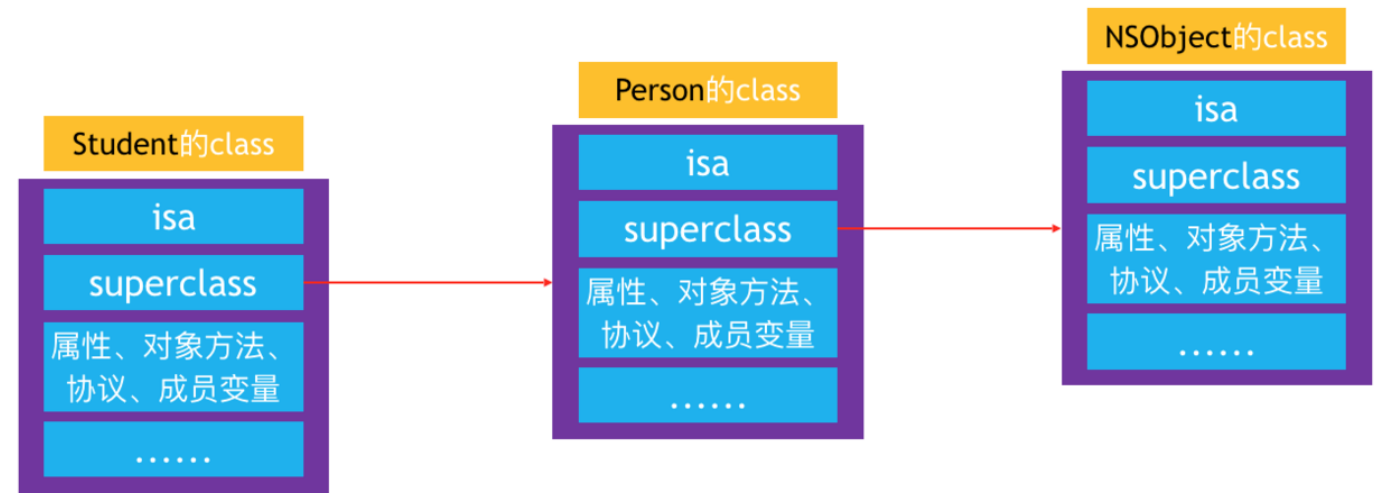 Student的class
isa
superclass
属性、对象方法、
协议、成员变量
......
Person的class
isa
superclass
属性、对象方法、
协议、成员变量
......
NSObject的class
isa
superclass
属性、对象方法、
协议、成员变量
......